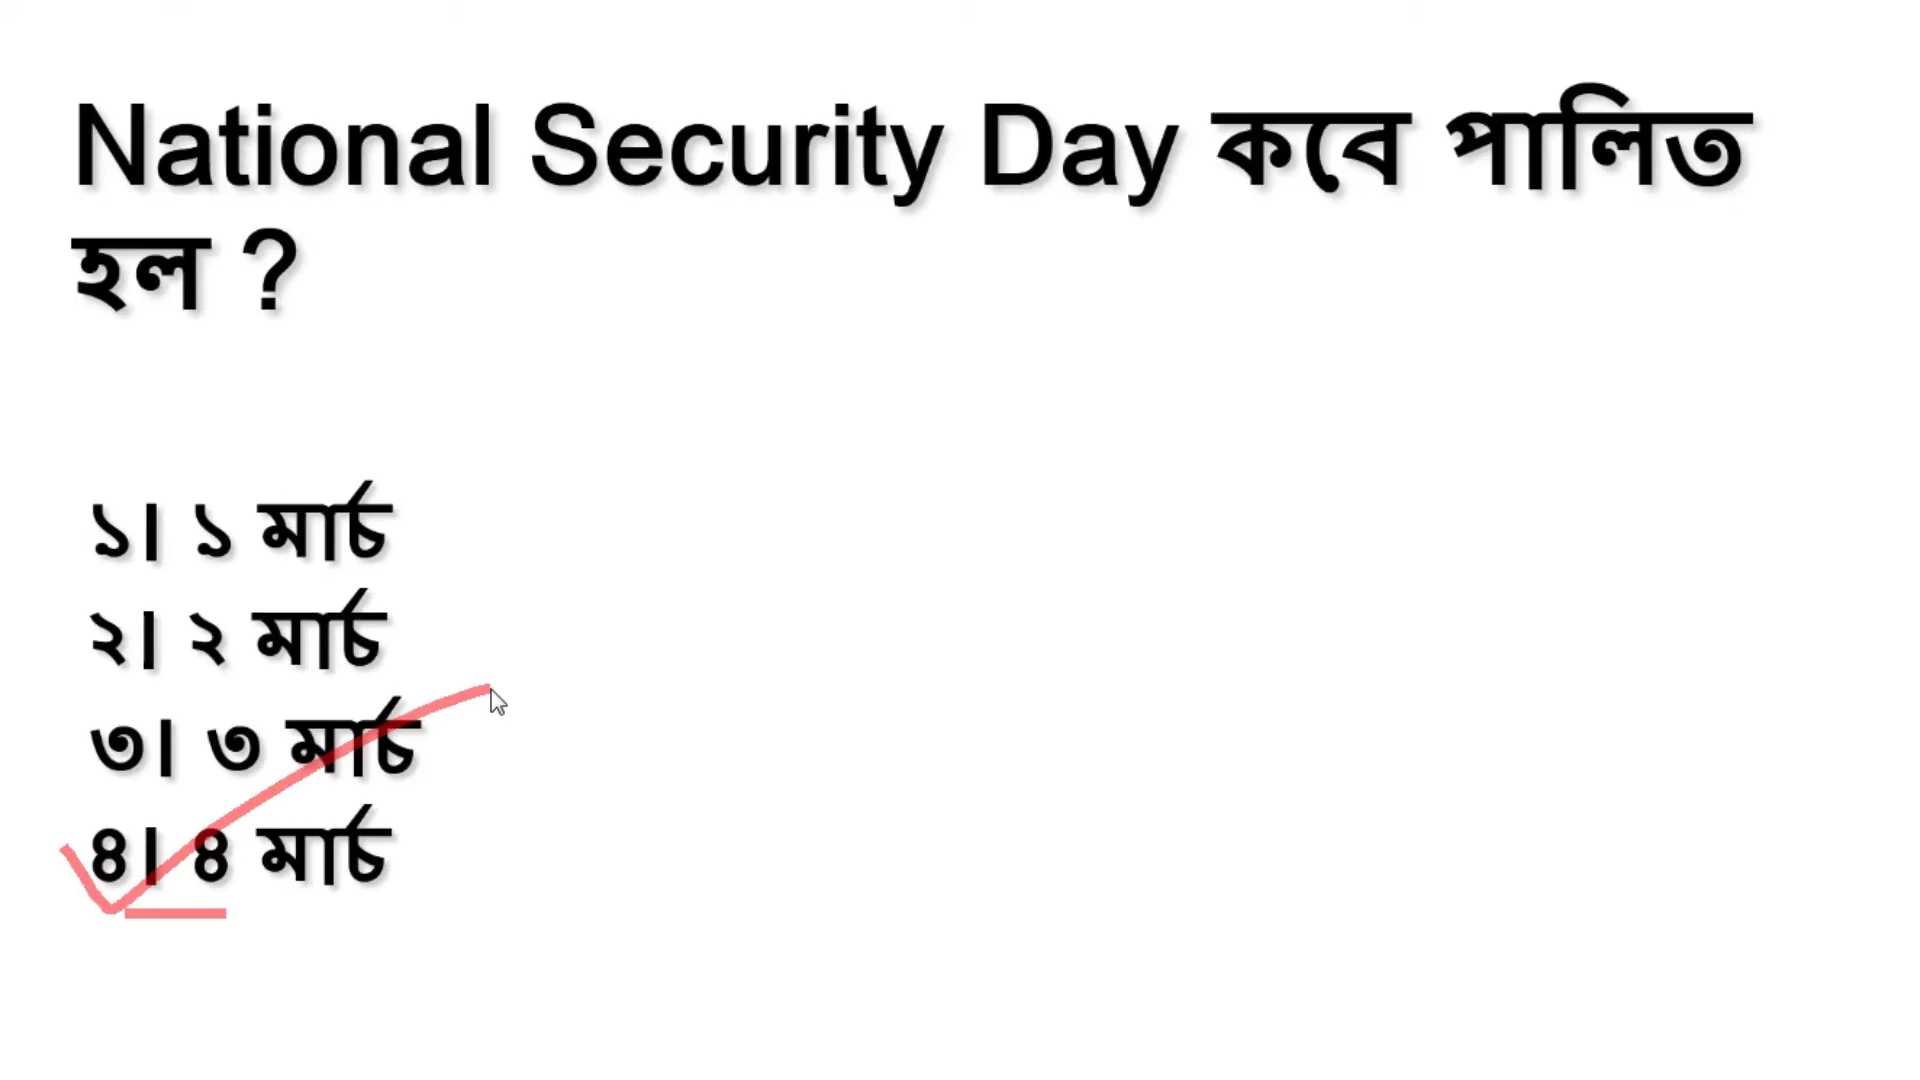 National Security Day কবে পালিত
হল ?
১। ১ মার্চ
২। ২ মার্চ
৩। ৩ মার্চ
৪। ৪ মার্চ